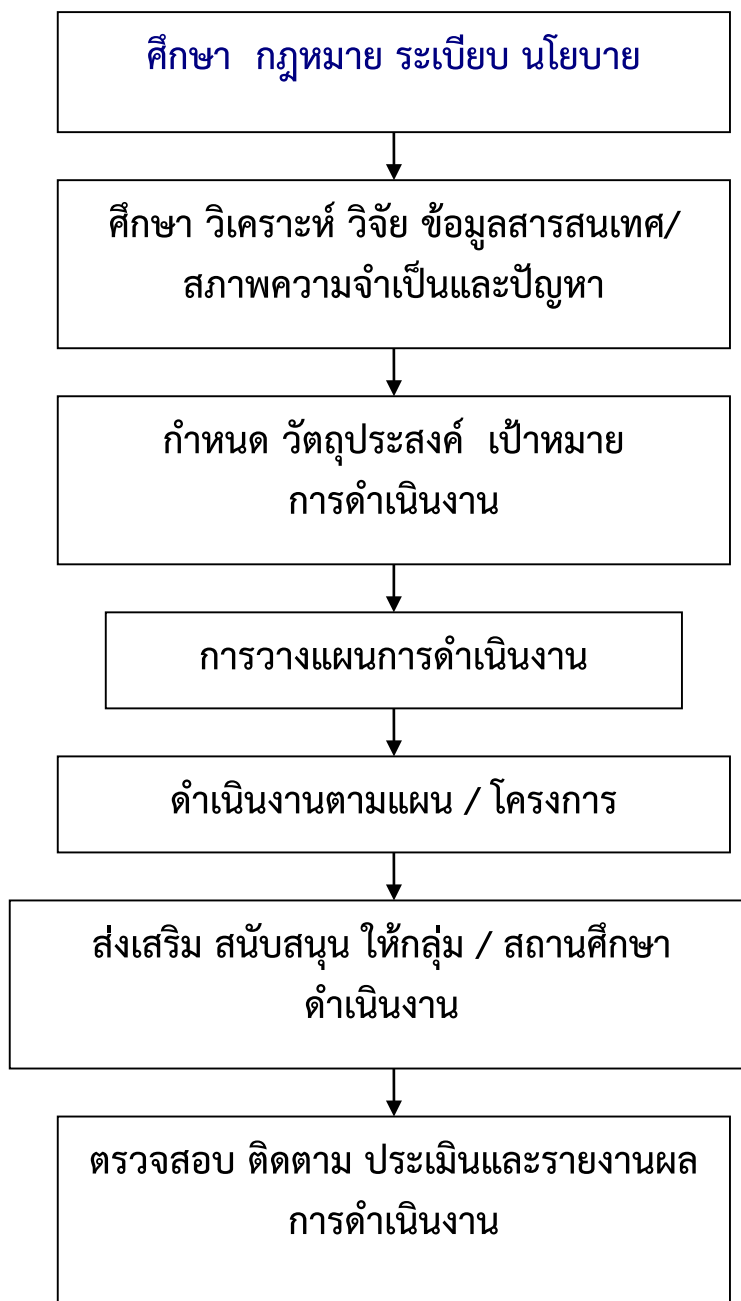 ศึกษา กฎหมาย ระเบียบ นโยบาย
ศึกษา วิเคราะห์ วิจัย ข้อมูลสารสนเทศ/
สภาพความจำเป็นและปัญหา
กำหนด วัตถุประสงค์ เป้าหมาย
การดำเนินงาน
การวางแผนการดำเนินงาน
ดำเนินงานตามแผน / โครงการ
ส่งเสริม สนับสนุน ให้กลุ่ม / สถานศึกษา
ดำเนินงาน
ตรวจสอบ ติดตาม ประเมินและรายงานผล
การดำเนินงาน